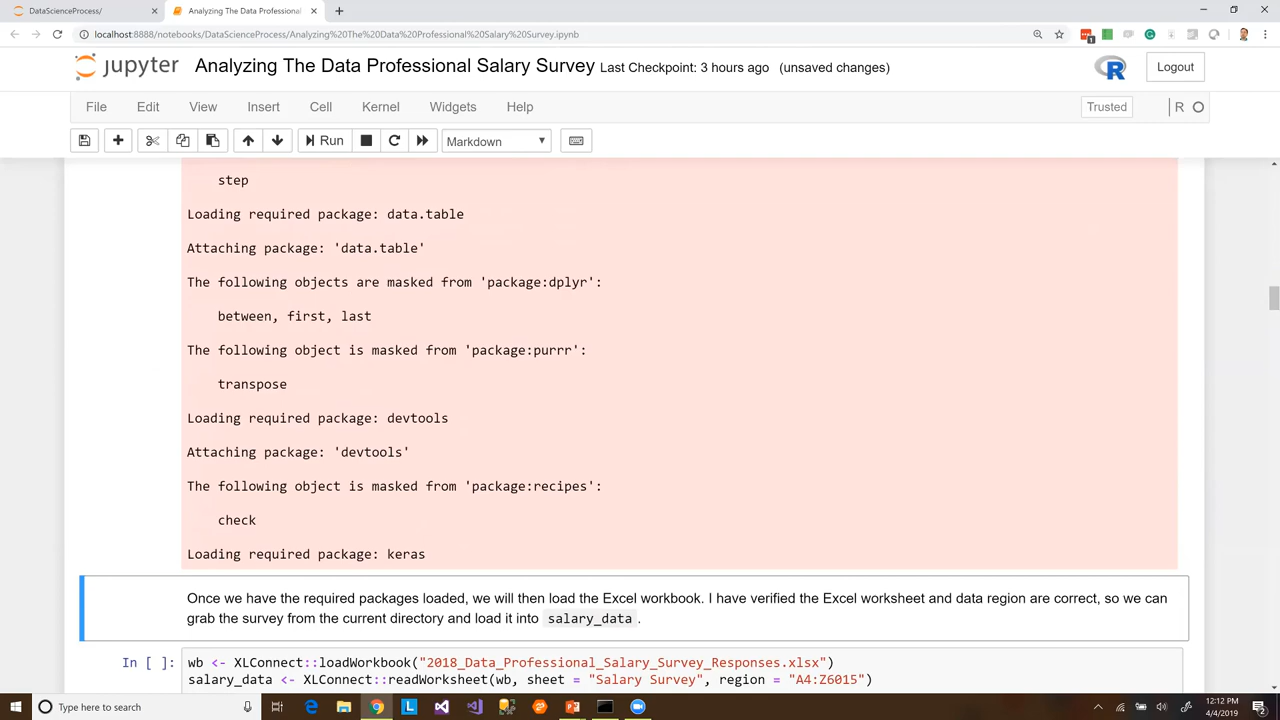 DataScienceProcess/
Analyzing The Data Professional
localhost:8888/notebooks/DataScienceProcess/Analyzing%20The%20Data%20Professional%20Salary%20Survey.ipynb
jupyter Analyzing The Data Professional Salary Survey Last Checkpoint: 3 hours ago (unsaved changes)
R
Logout
File Edit View Insert Cell Kernel Widgets Help
Trusted
R
Run
Markdown
step
Loading required package: data.table
Attaching package: 'data.table'
The following objects are masked from 'package:dplyr':
between, first, last
The following object is masked from 'package:purrr':
transpose
Loading required package: devtools
Attaching package: 'devtools'
The following object is masked from 'package:recipes':
check
Loading required package: keras
Once we have the required packages loaded, we will then load the Excel workbook. I have verified the Excel worksheet and data region are correct, so we can
grab the survey from the current directory and load it into salary_data .
In [ ]: wb <- XLConnect::loadWorkbook("2018_Data_Professional_Salary_Survey_Responses.xlsx")
salary_data <- XLConnect::readWorksheet(wb, sheet = "Salary Survey", region = "A4:Z6015")
Type here to search
12:12 PM
4/4/2019